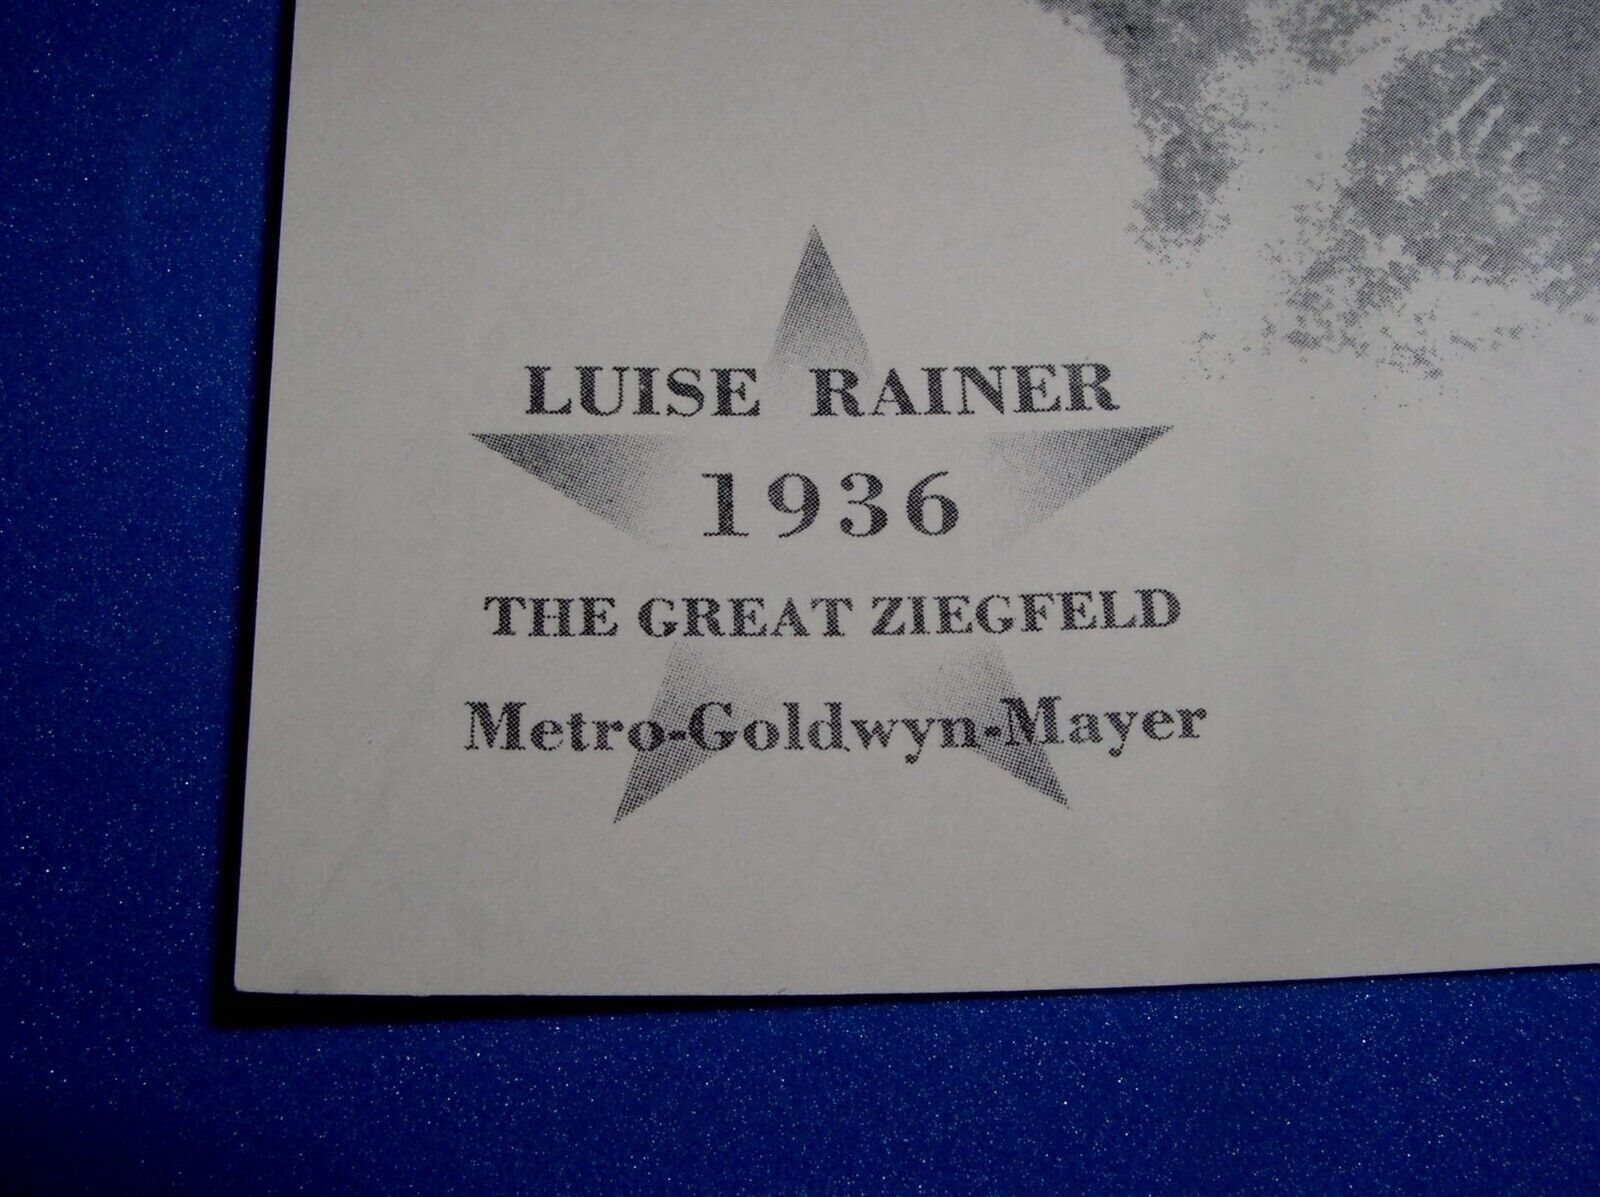 LUISE RAINER
1936
THE GREAT ZIEGFELD
Metro-Goldwyn-Mayer